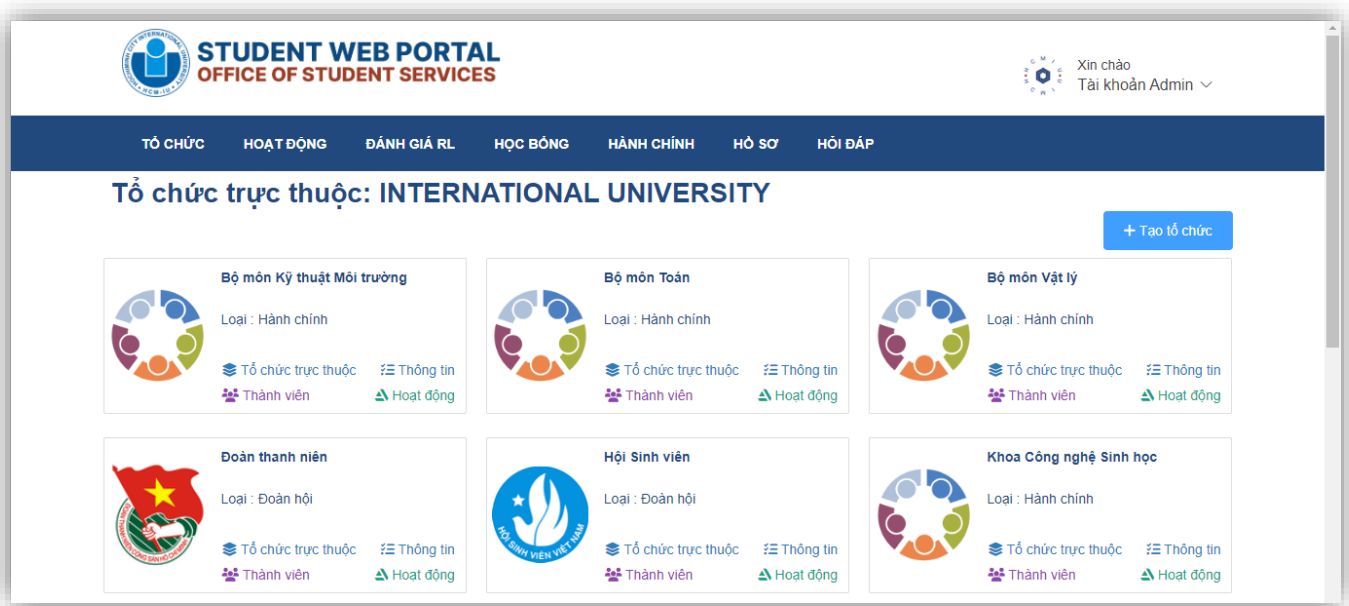 STUDENT WEB PORTAL
OFFICE OF STUDENT SERVICES
Xin chào
Tài khoản Admin
TỔ CHỨC HOẠT ĐỘNG ĐÁNH GIÁ RL HỌC BỔNG HÀNH CHÍNH HỒ SƠ HỎI ĐÁP
Tổ chức trực thuộc: INTERNATIONAL UNIVERSITY
+ Tạo tổ chức
Bộ môn Kỹ thuật Môi trường
Loại : Hành chính
Tổ chức trực thuộc Thông tin
Thành viên Hoạt động
Bộ môn Toán
Loại : Hành chính
Tổ chức trực thuộc Thông tin
Thành viên Hoạt động
Bộ môn Vật lý
Loại : Hành chính
Tổ chức trực thuộc Thông tin
Thành viên Hoạt động
Đoàn thanh niên
Loại : Đoàn hội
Tổ chức trực thuộc Thông tin
Thành viên Hoạt động
HỘI SINH VIÊN VIỆT NAM
Hội Sinh viên
Loại : Đoàn hội
Tổ chức trực thuộc Thông tin
Thành viên Hoạt động
Khoa Công nghệ Sinh học
Loại : Hành chính
Tổ chức trực thuộc Thông tin
Thành viên Hoạt động